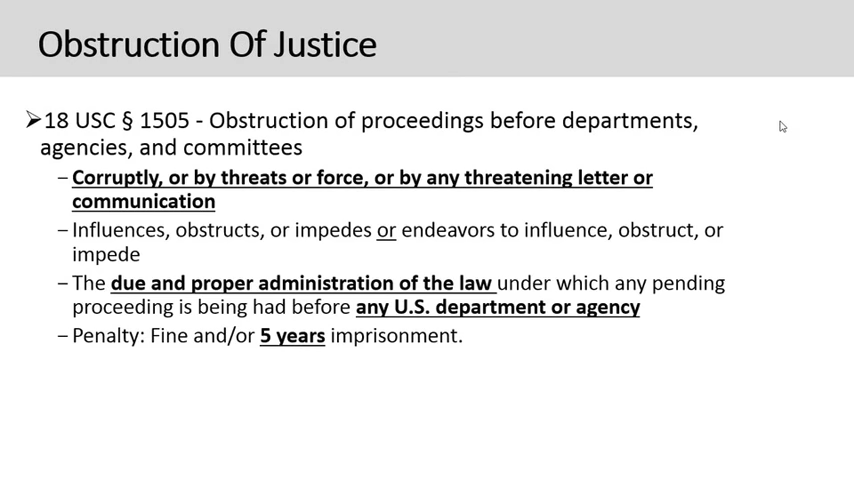 Obstruction Of Justice
➢18 USC § 1505 - Obstruction of proceedings before departments,
agencies, and committees
– Corruptly, or by threats or force, or by any threatening letter or
communication
– Influences, obstructs, or impedes or endeavors to influence, obstruct, or
impede
– The due and proper administration of the law under which any pending
proceeding is being had before any U.S. department or agency
– Penalty: Fine and/or 5 years imprisonment.